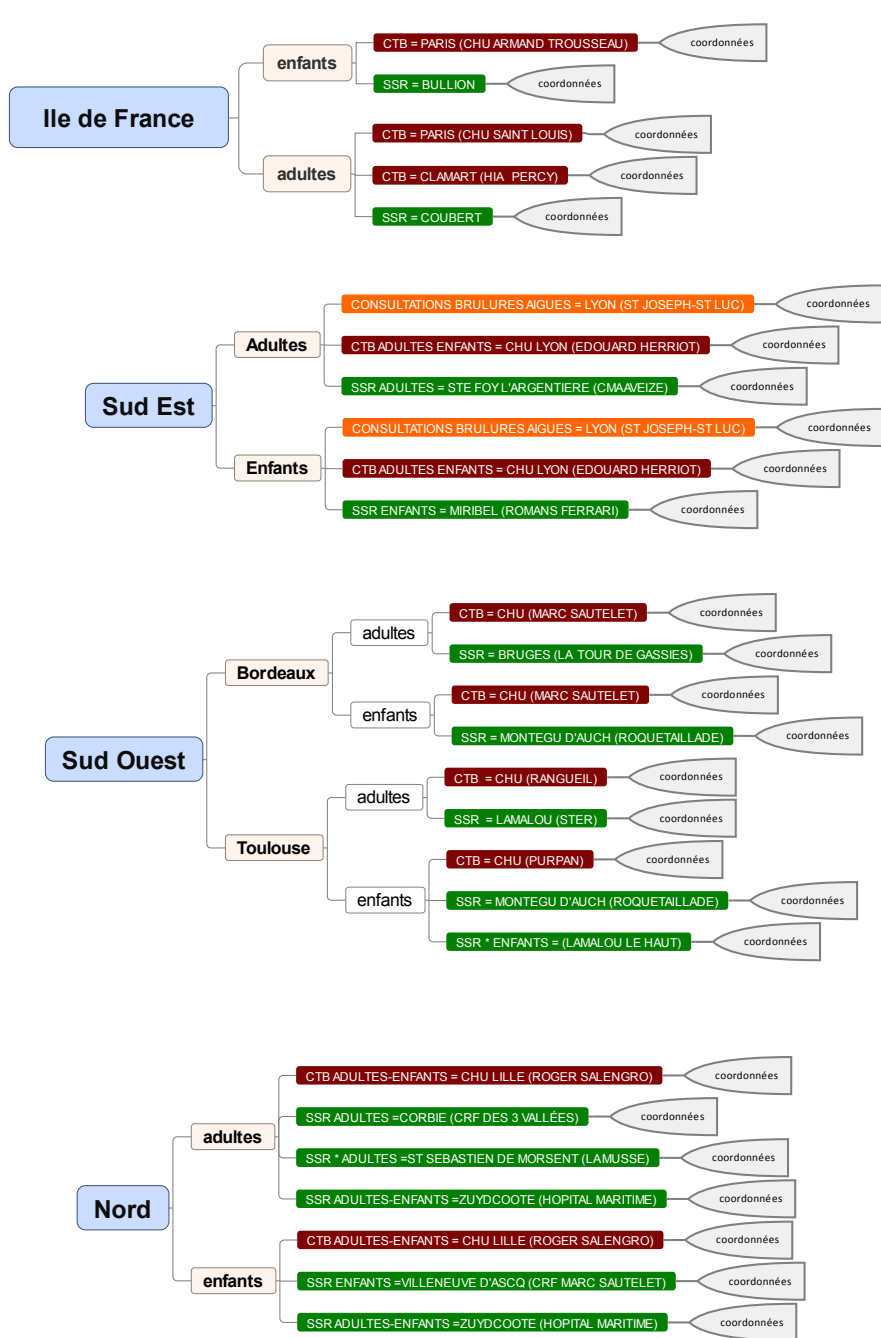 Ile de France
enfants
CTB = PARIS (CHU ARMAND TROUSSEAU)
coordonnées
SSR = BULLION
coordonnées
adultes
CTB = PARIS (CHU SAINT LOUIS)
coordonnées
CTB = CLAMART (HIA PERCY)
coordonnées
SSR = COUBERT
coordonnées
Sud Est
Adultes
CONSULTATIONS BRULURES AIGUES = LYON (ST JOSEPH-ST LUC)
coordonnées
CTB ADULTES ENFANTS = CHU LYON (EDOUARD HERRIOT)
coordonnées
SSR ADULTES = STE FOY L'ARGENTIERE (CMAAVEIZE)
coordonnées
Enfants
CONSULTATIONS BRULURES AIGUES = LYON (ST JOSEPH-ST LUC)
coordonnées
CTB ADULTES ENFANTS = CHU LYON (EDOUARD HERRIOT)
coordonnées
SSR ENFANTS = MIRIBEL (ROMANS FERRARI)
coordonnées
Sud Ouest
Bordeaux
adultes
CTB = CHU (MARC SAUTELET)
coordonnées
SSR = BRUGES (LA TOUR DE GASSIES)
coordonnées
enfants
CTB = CHU (MARC SAUTELET)
coordonnées
SSR = MONTEGU D'AUCH (ROQUETAILLADE)
coordonnées
Toulouse
adultes
CTB = CHU (RANGUEIL)
coordonnées
SSR = LAMALOU (STER)
coordonnées
enfants
CTB = CHU (PURPAN)
coordonnées
SSR = MONTEGU D'AUCH (ROQUETAILLADE)
coordonnées
SSR * ENFANTS = (LAMALOU LE HAUT)
coordonnées
Nord
adultes
CTB ADULTES-ENFANTS = CHU LILLE (ROGER SALENGRO)
coordonnées
SSR ADULTES =CORBIE (CRF DES 3 VALLÉES)
coordonnées
SSR * ADULTES =ST SEBASTIEN DE MORSENT (LA MUSSE)
coordonnées
SSR ADULTES-ENFANTS =ZUYDCOOTE (HOPITAL MARITIME)
coordonnées
enfants
CTB ADULTES-ENFANTS = CHU LILLE (ROGER SALENGRO)
coordonnées
SSR ENFANTS =VILLENEUVE D'ASCQ (CRF MARC SAUTELET)
coordonnées
SSR ADULTES-ENFANTS =ZUYDCOOTE (HOPITAL MARITIME)
coordonnées